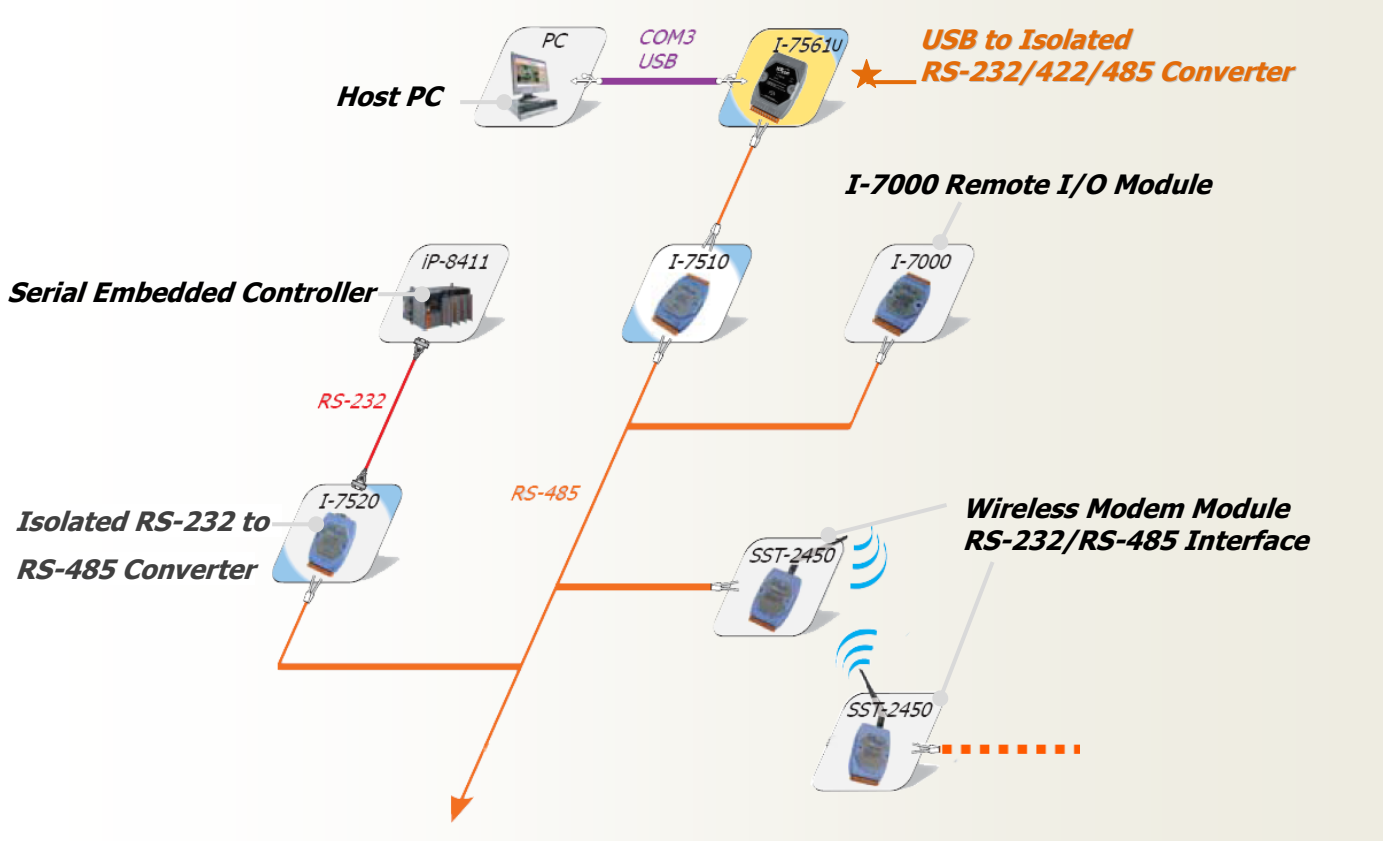 PC
COM3
USB
I-7561U
USB to Isolated
RS-232/422/485 Converter
Host PC
I-7000 Remote I/O Module
iP-8411
I-7510
I-7000
Serial Embedded Controller
RS-232
RS-485
I-7520
Isolated RS-232 to
RS-485 Converter
Wireless Modem Module
RS-232/RS-485 Interface
SST-2450
SST-2450